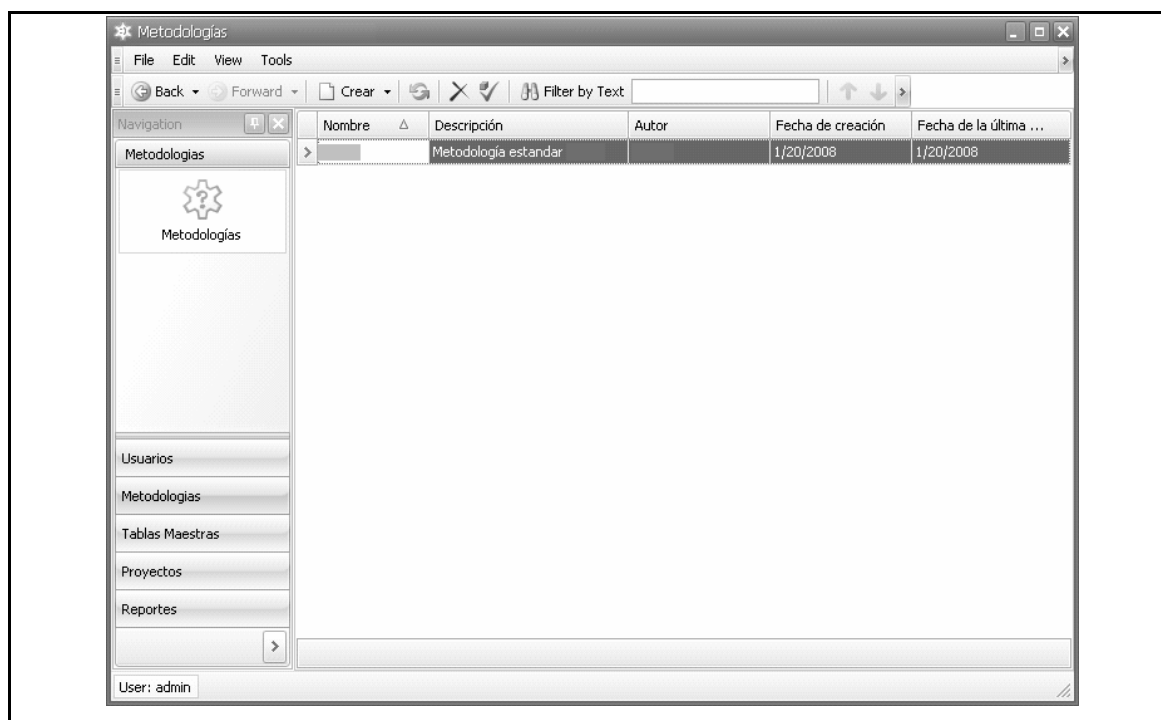 Metodologías
File Edit View Tools
Back Forward Crear Filter by Text
Navigation
Metodologias
Metodologías
Usuarios
Metodologias
Tablas Maestras
Proyectos
Reportes
Nombre Descripción Autor Fecha de creación Fecha de la última ...
Metodología estandar 1/20/2008 1/20/2008
User: admin